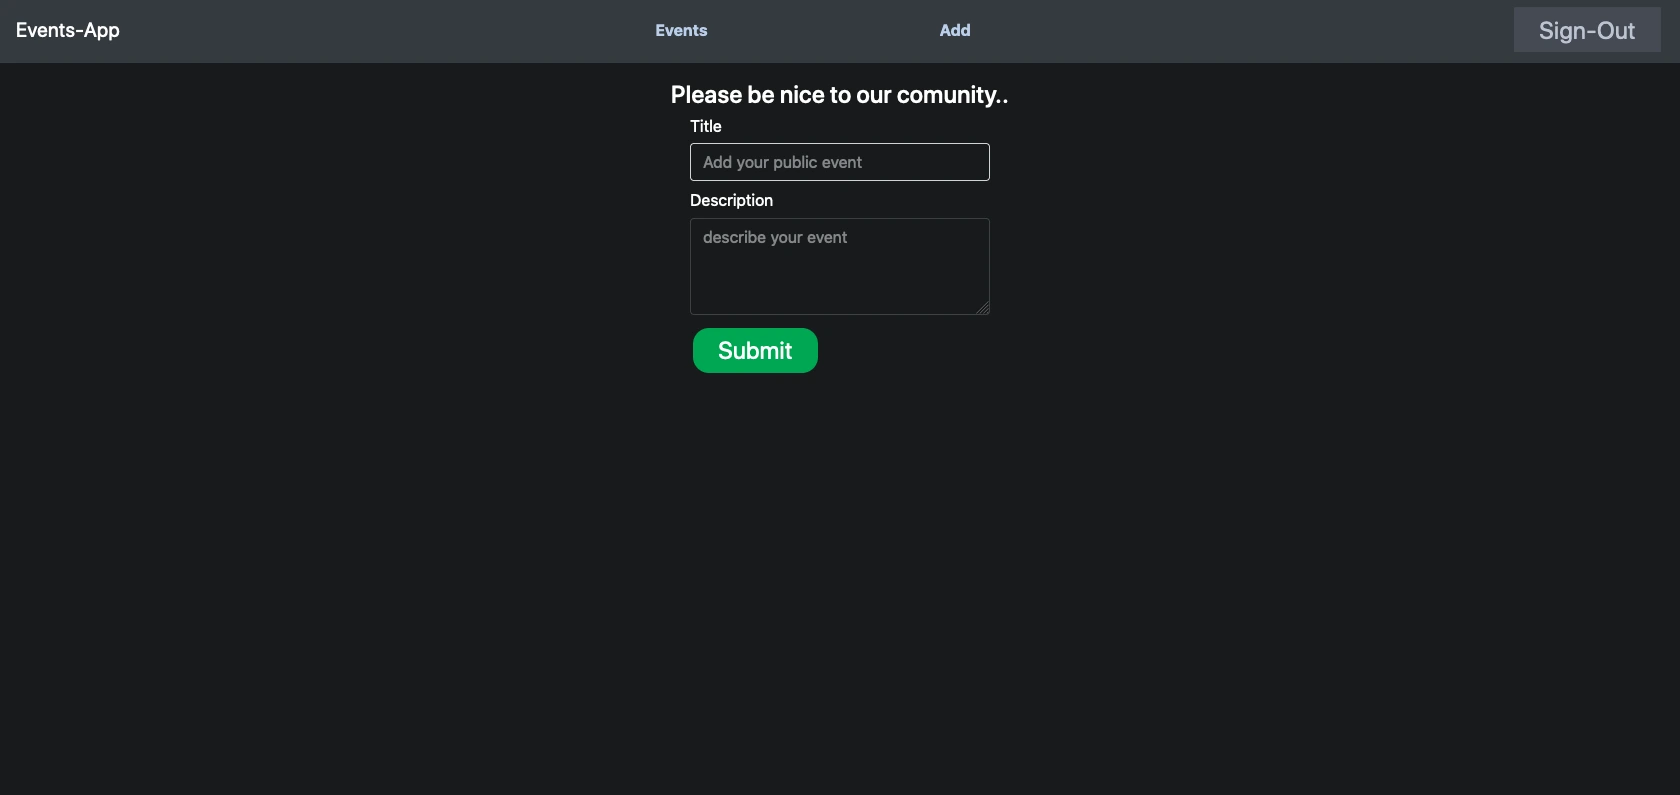 Events-App
Events
Add
Sign-Out
Please be nice to our comunity..
Title
Add your public event
Description
describe your event
Submit